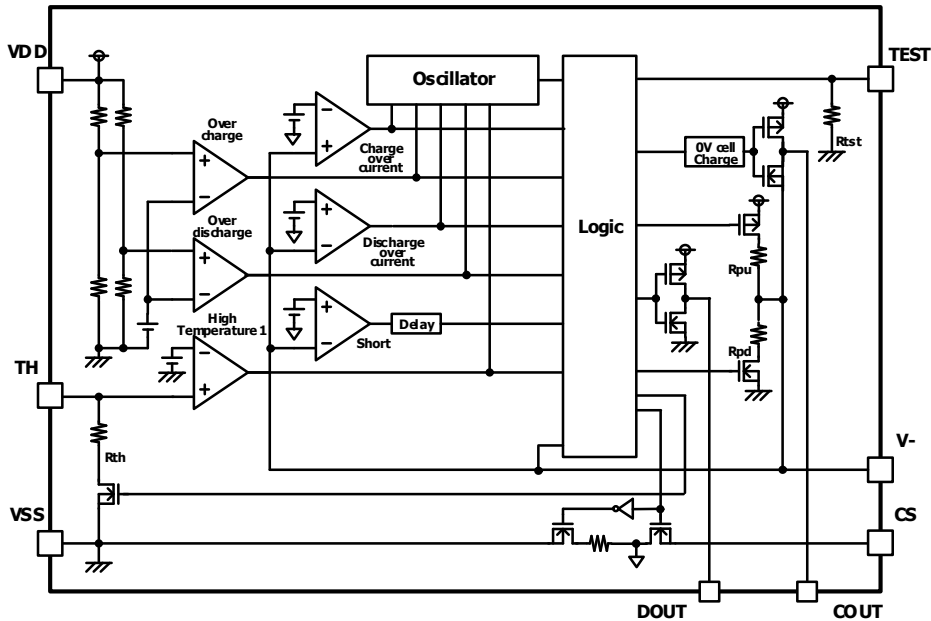 VDD
TEST
Oscillator
Over
charge
Charge
over
current
0V cell
Charge
Rtst
Over
discharge
Discharge
over
current
Logic
Rpu
High
Temperature 1
Delay
Short
Rpd
TH
Rth
V-
VSS
CS
DOUT
COUT